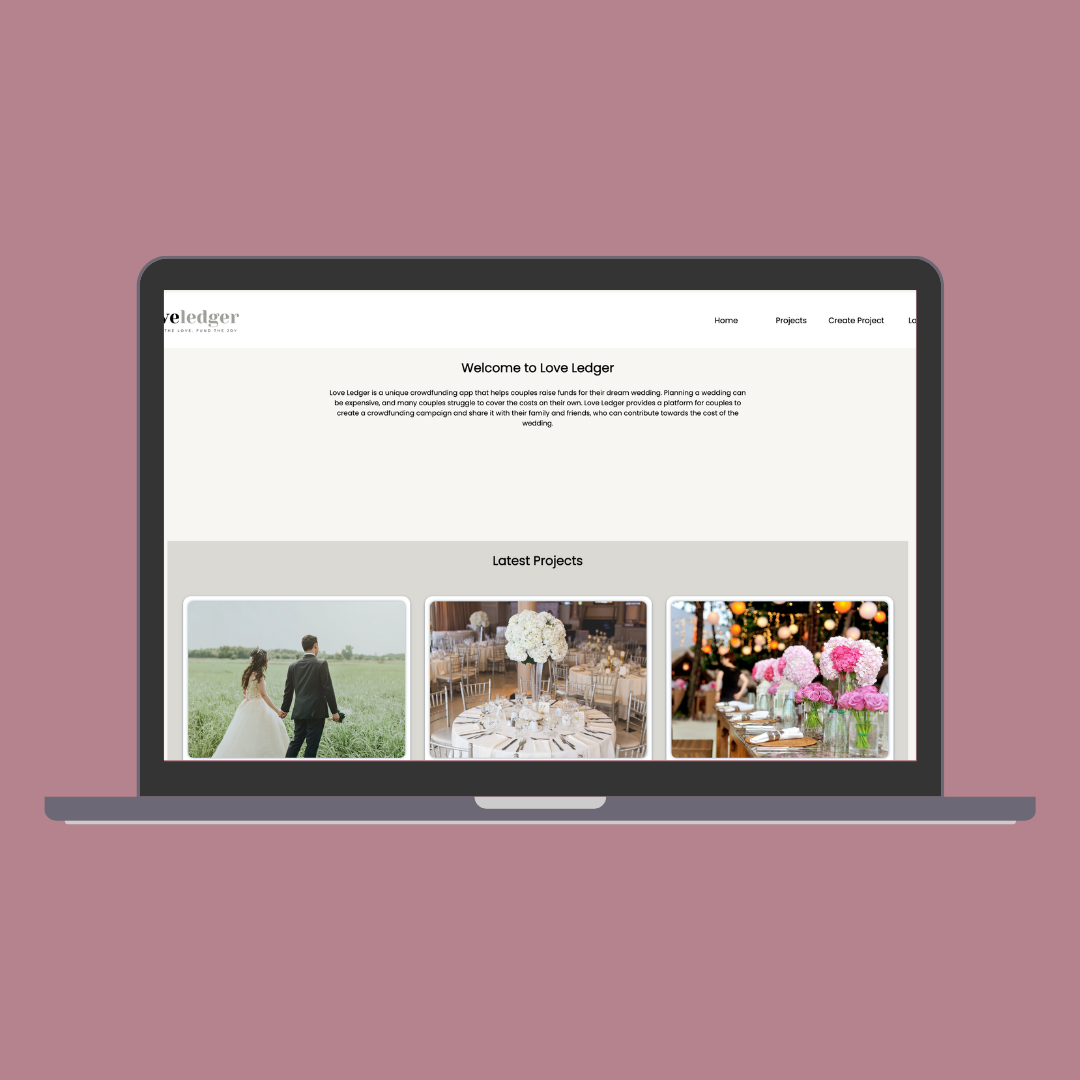 veledger
THE LOVE, FUND THE JOY
Home Projects Create Project Lo
Welcome to Love Ledger
Love Ledger is a unique crowdfunding app that helps couples raise funds for their dream wedding. Planning a wedding can
be expensive, and many couples struggle to cover the costs on their own. Love Ledger provides a platform for couples to
create a crowdfunding campaign and share it with their family and friends, who can contribute towards the cost of the
wedding.
Latest Projects